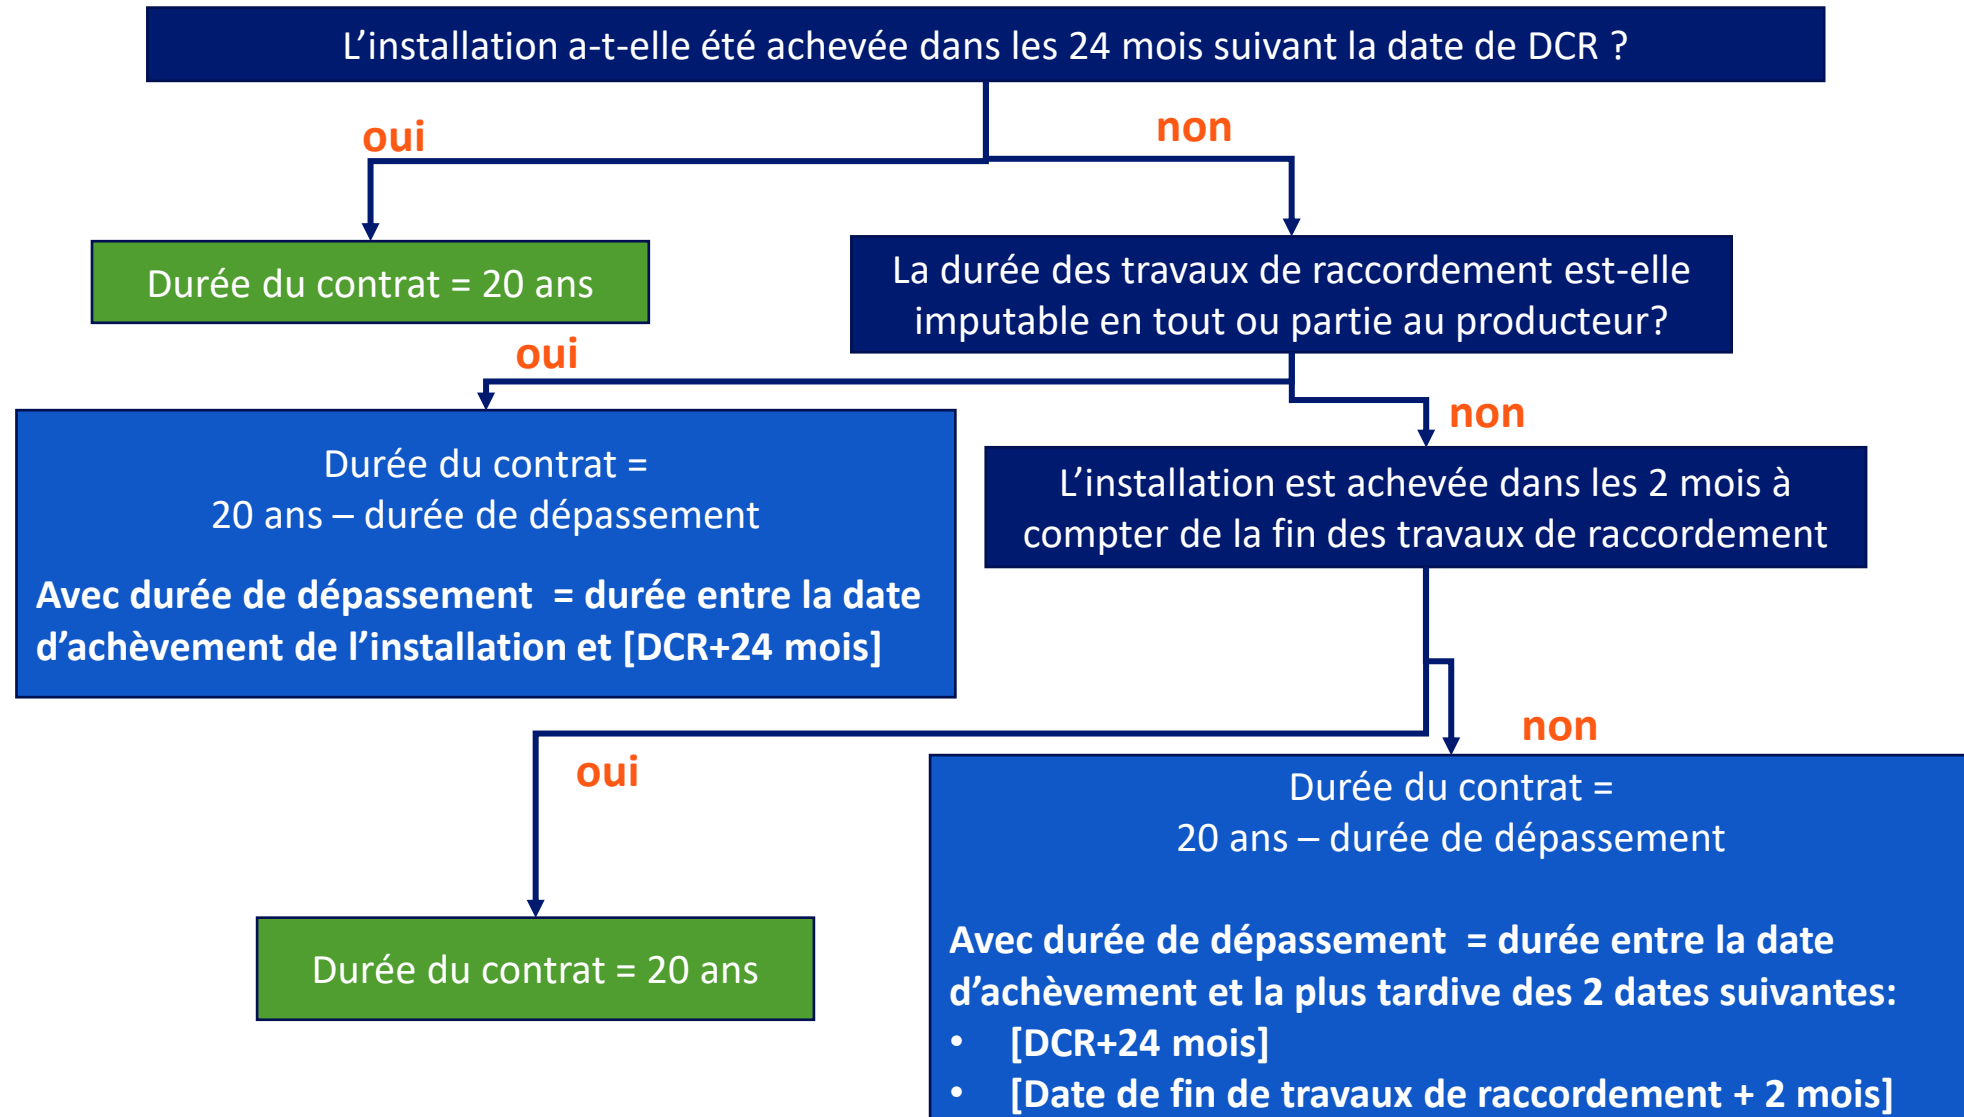 L’installation a-t-elle été achevée dans les 24 mois suivant la date de DCR ?
oui
non
Durée du contrat = 20 ans
La durée des travaux de raccordement est-elle
imputable en tout ou partie au producteur?
oui
non
Durée du contrat =
20 ans – durée de dépassement
Avec durée de dépassement  = durée entre la date
d’achèvement de l’installation et [DCR+24 mois]
L’installation est achevée dans les 2 mois à
compter de la fin des travaux de raccordement
oui
non
Durée du contrat = 20 ans
Durée du contrat =
20 ans – durée de dépassement
Avec durée de dépassement  = durée entre la date
d’achèvement et la plus tardive des 2 dates suivantes:
• [DCR+24 mois]
• [Date de fin de travaux de raccordement + 2 mois]